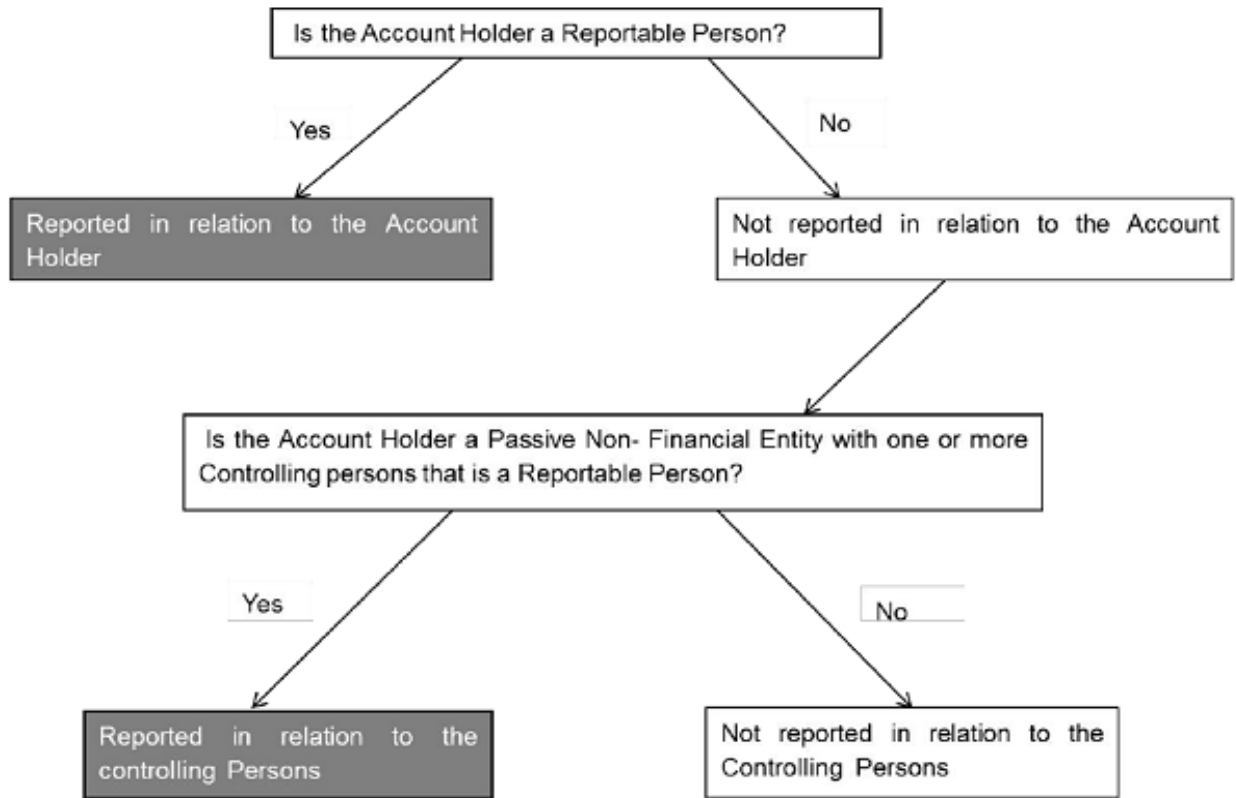 Is the Account Holder a Reportable Person?
Yes
No
Reported in relation to the Account
Holder
Not reported in relation to the Account
Holder
Is the Account Holder a Passive Non- Financial Entity with one or more
Controlling persons that is a Reportable Person?
Yes
No
Reported in relation to the
controlling Persons
Not reported in relation to the
Controlling Persons